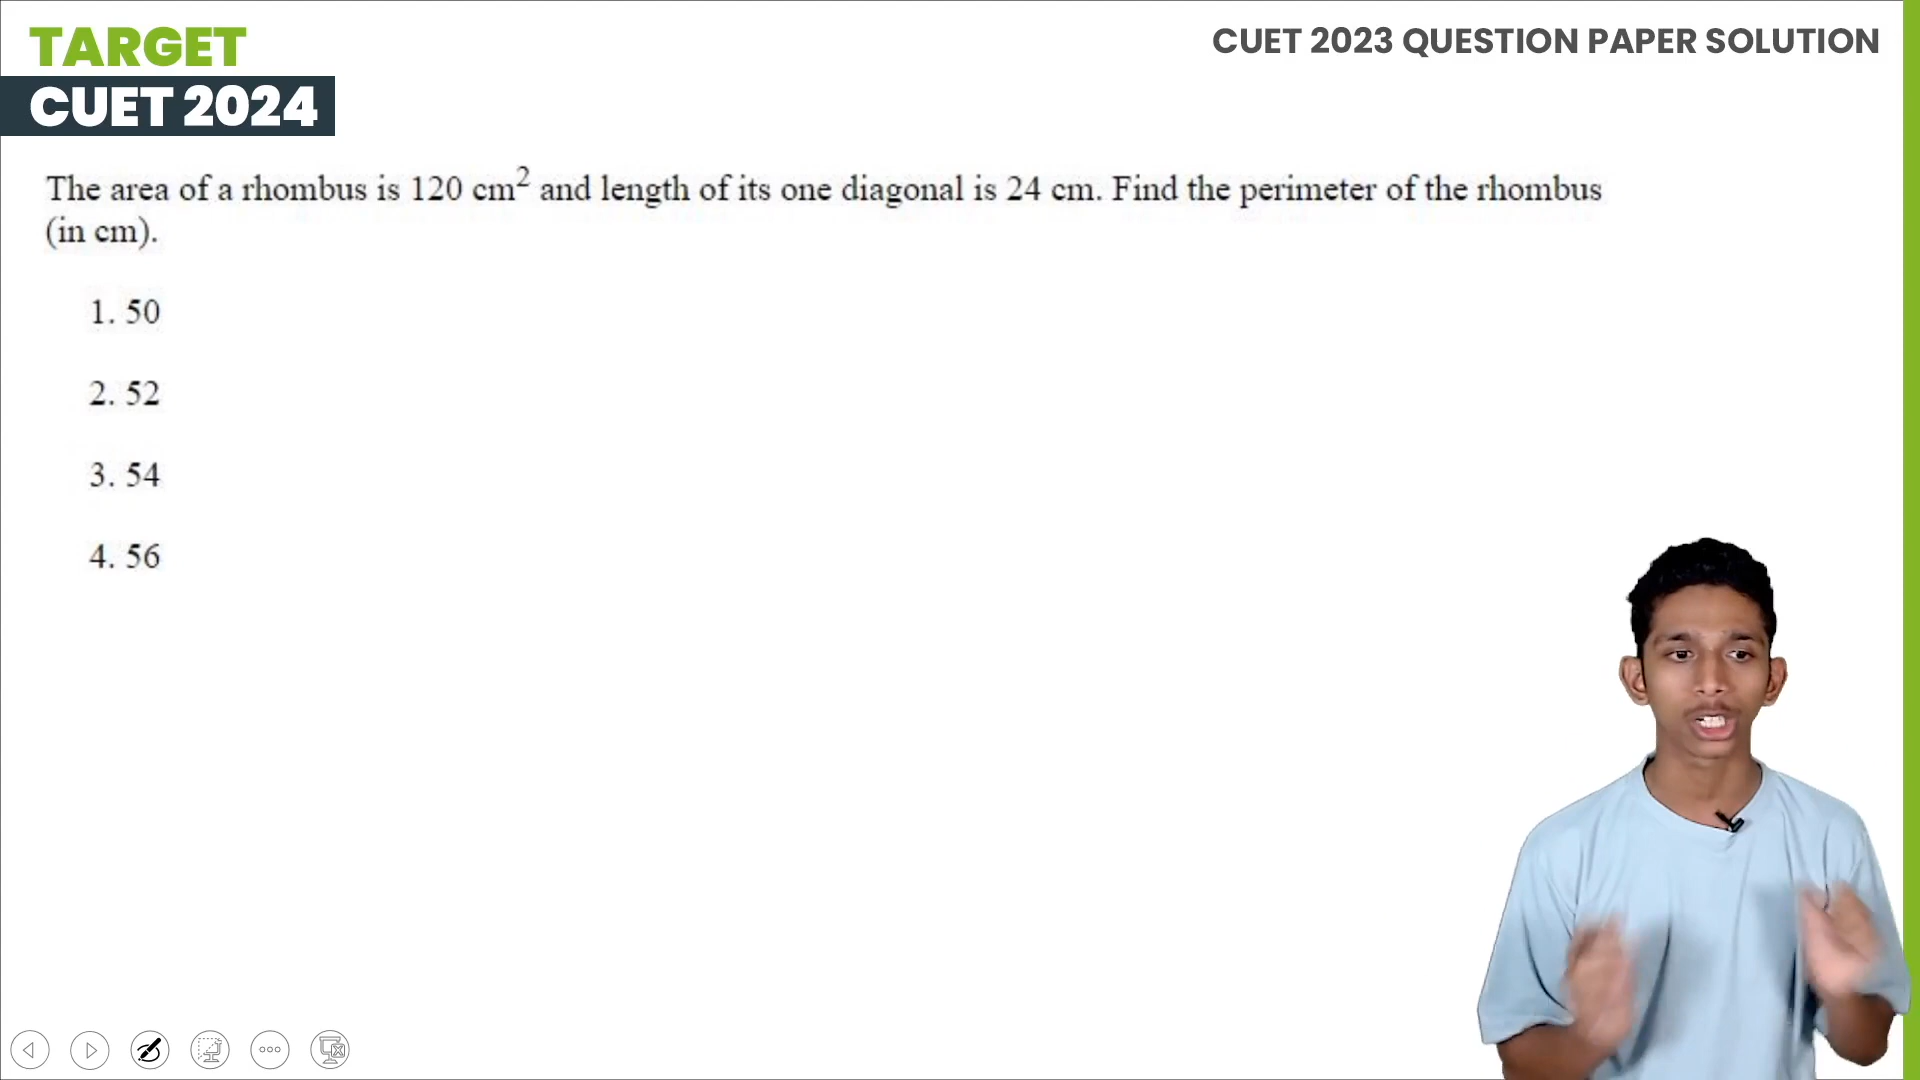 TARGET
CUET 2024
CUET 2023 QUESTION PAPER SOLUTION
The area of a rhombus is 120 cm² and length of its one diagonal is 24 cm. Find the perimeter of the rhombus
(in cm).
1. 50
2. 52
3. 54
4. 56